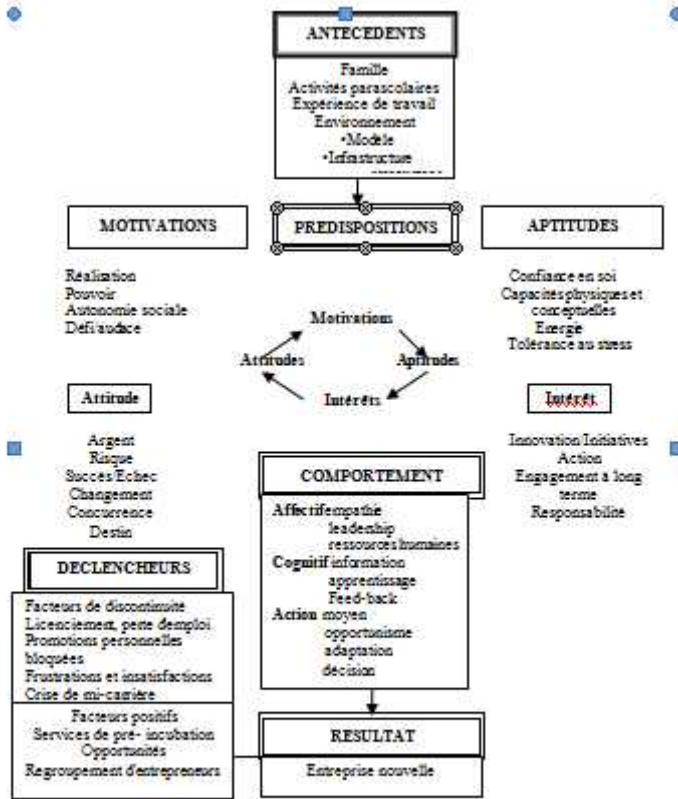 ANTECEDENTS
Famille
Activités parascolaires
Expérience de travail
Environnement
•Modèle
•Infrastructure
MOTIVATIONS
Réalisation
Pouvoir
Autonomie sociale
Défi/audace
PREDISPOSITIONS
APTITUDES
Confiance en soi
Capacités physiques et
conceptuelles
Energie
Tolérance au stress
Motivations
Attitudes
Aptitudes
Intérêts
Attitude
Argent
Risque
Succès/Echec
Changement
Concurrence
Destin
Intérêt
Innovation/Initiatives
Action
Engagement à long
terme
Responsabilité
COMPORTEMENT
Affectif empathie
leadership
ressources humaines
Cognitif information
apprentissage
Feed-back
Action moyen
opportunisme
adaptation
décision
DECLENCHEURS
Facteurs de discontinuité
Licenciement, perte d'emploi
Promotions personnelles
bloquées
Frustrations et insatisfactions
Crise de mi-carrière
Facteurs positifs
Services de pré- incubation
Opportunités
Regroupement d'entrepreneurs
RESULTAT
Entreprise nouvelle